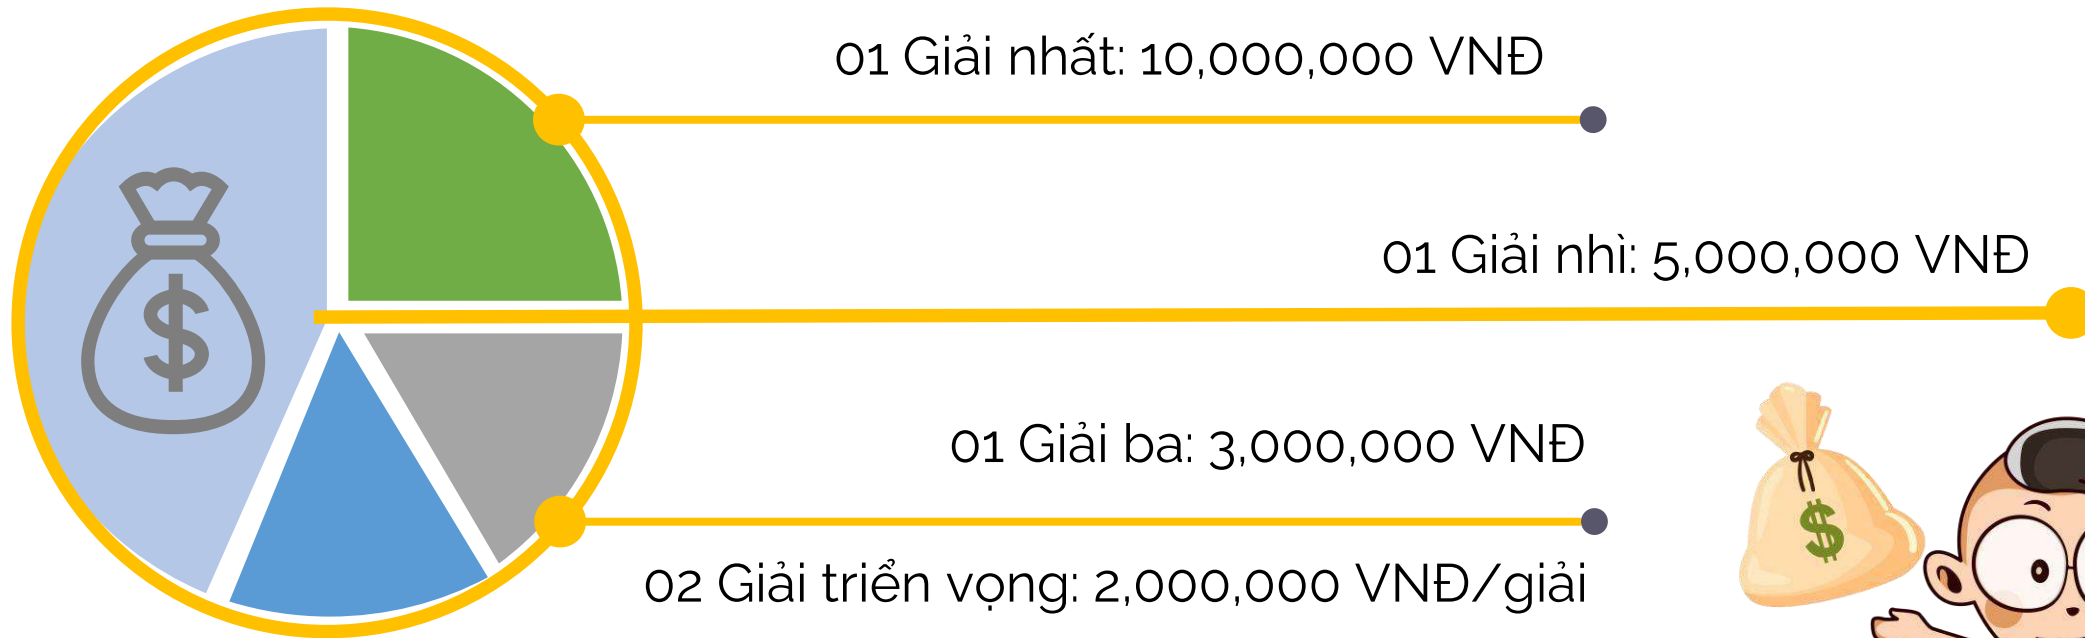 01 Giải nhất: 10,000,000 VNĐ
01 Giải nhì: 5,000,000 VNĐ
01 Giải ba: 3,000,000 VNĐ
02 Giải triển vọng: 2,000,000 VNĐ/giải
$
$